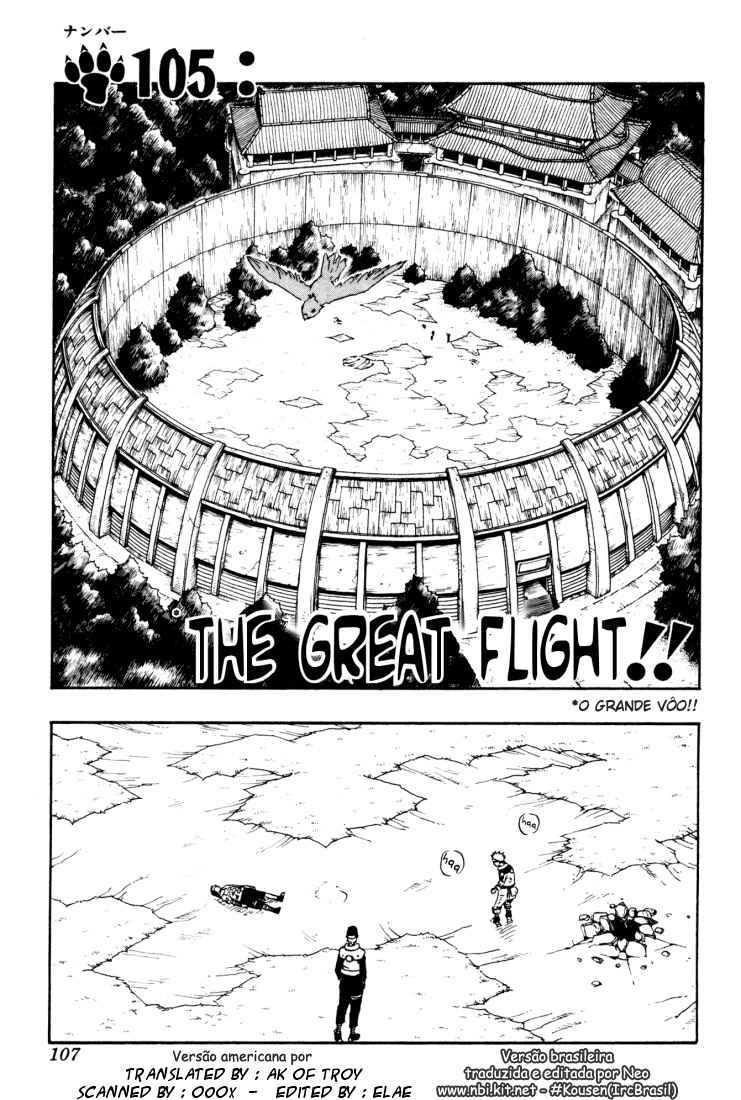 ナンバー
105:
THE GREAT FLIGHT!!
*O GRANDE VÔO!!
haa
haa
107
Versão americana por
TRANSLATED BY : AK OF TROY
SCANNED BY : OOOX - EDITED BY : ELAE
Versão brasileira
traduzida e editada por Neo
www.nbi.kit.net - #Kousen(IrcBrasil)